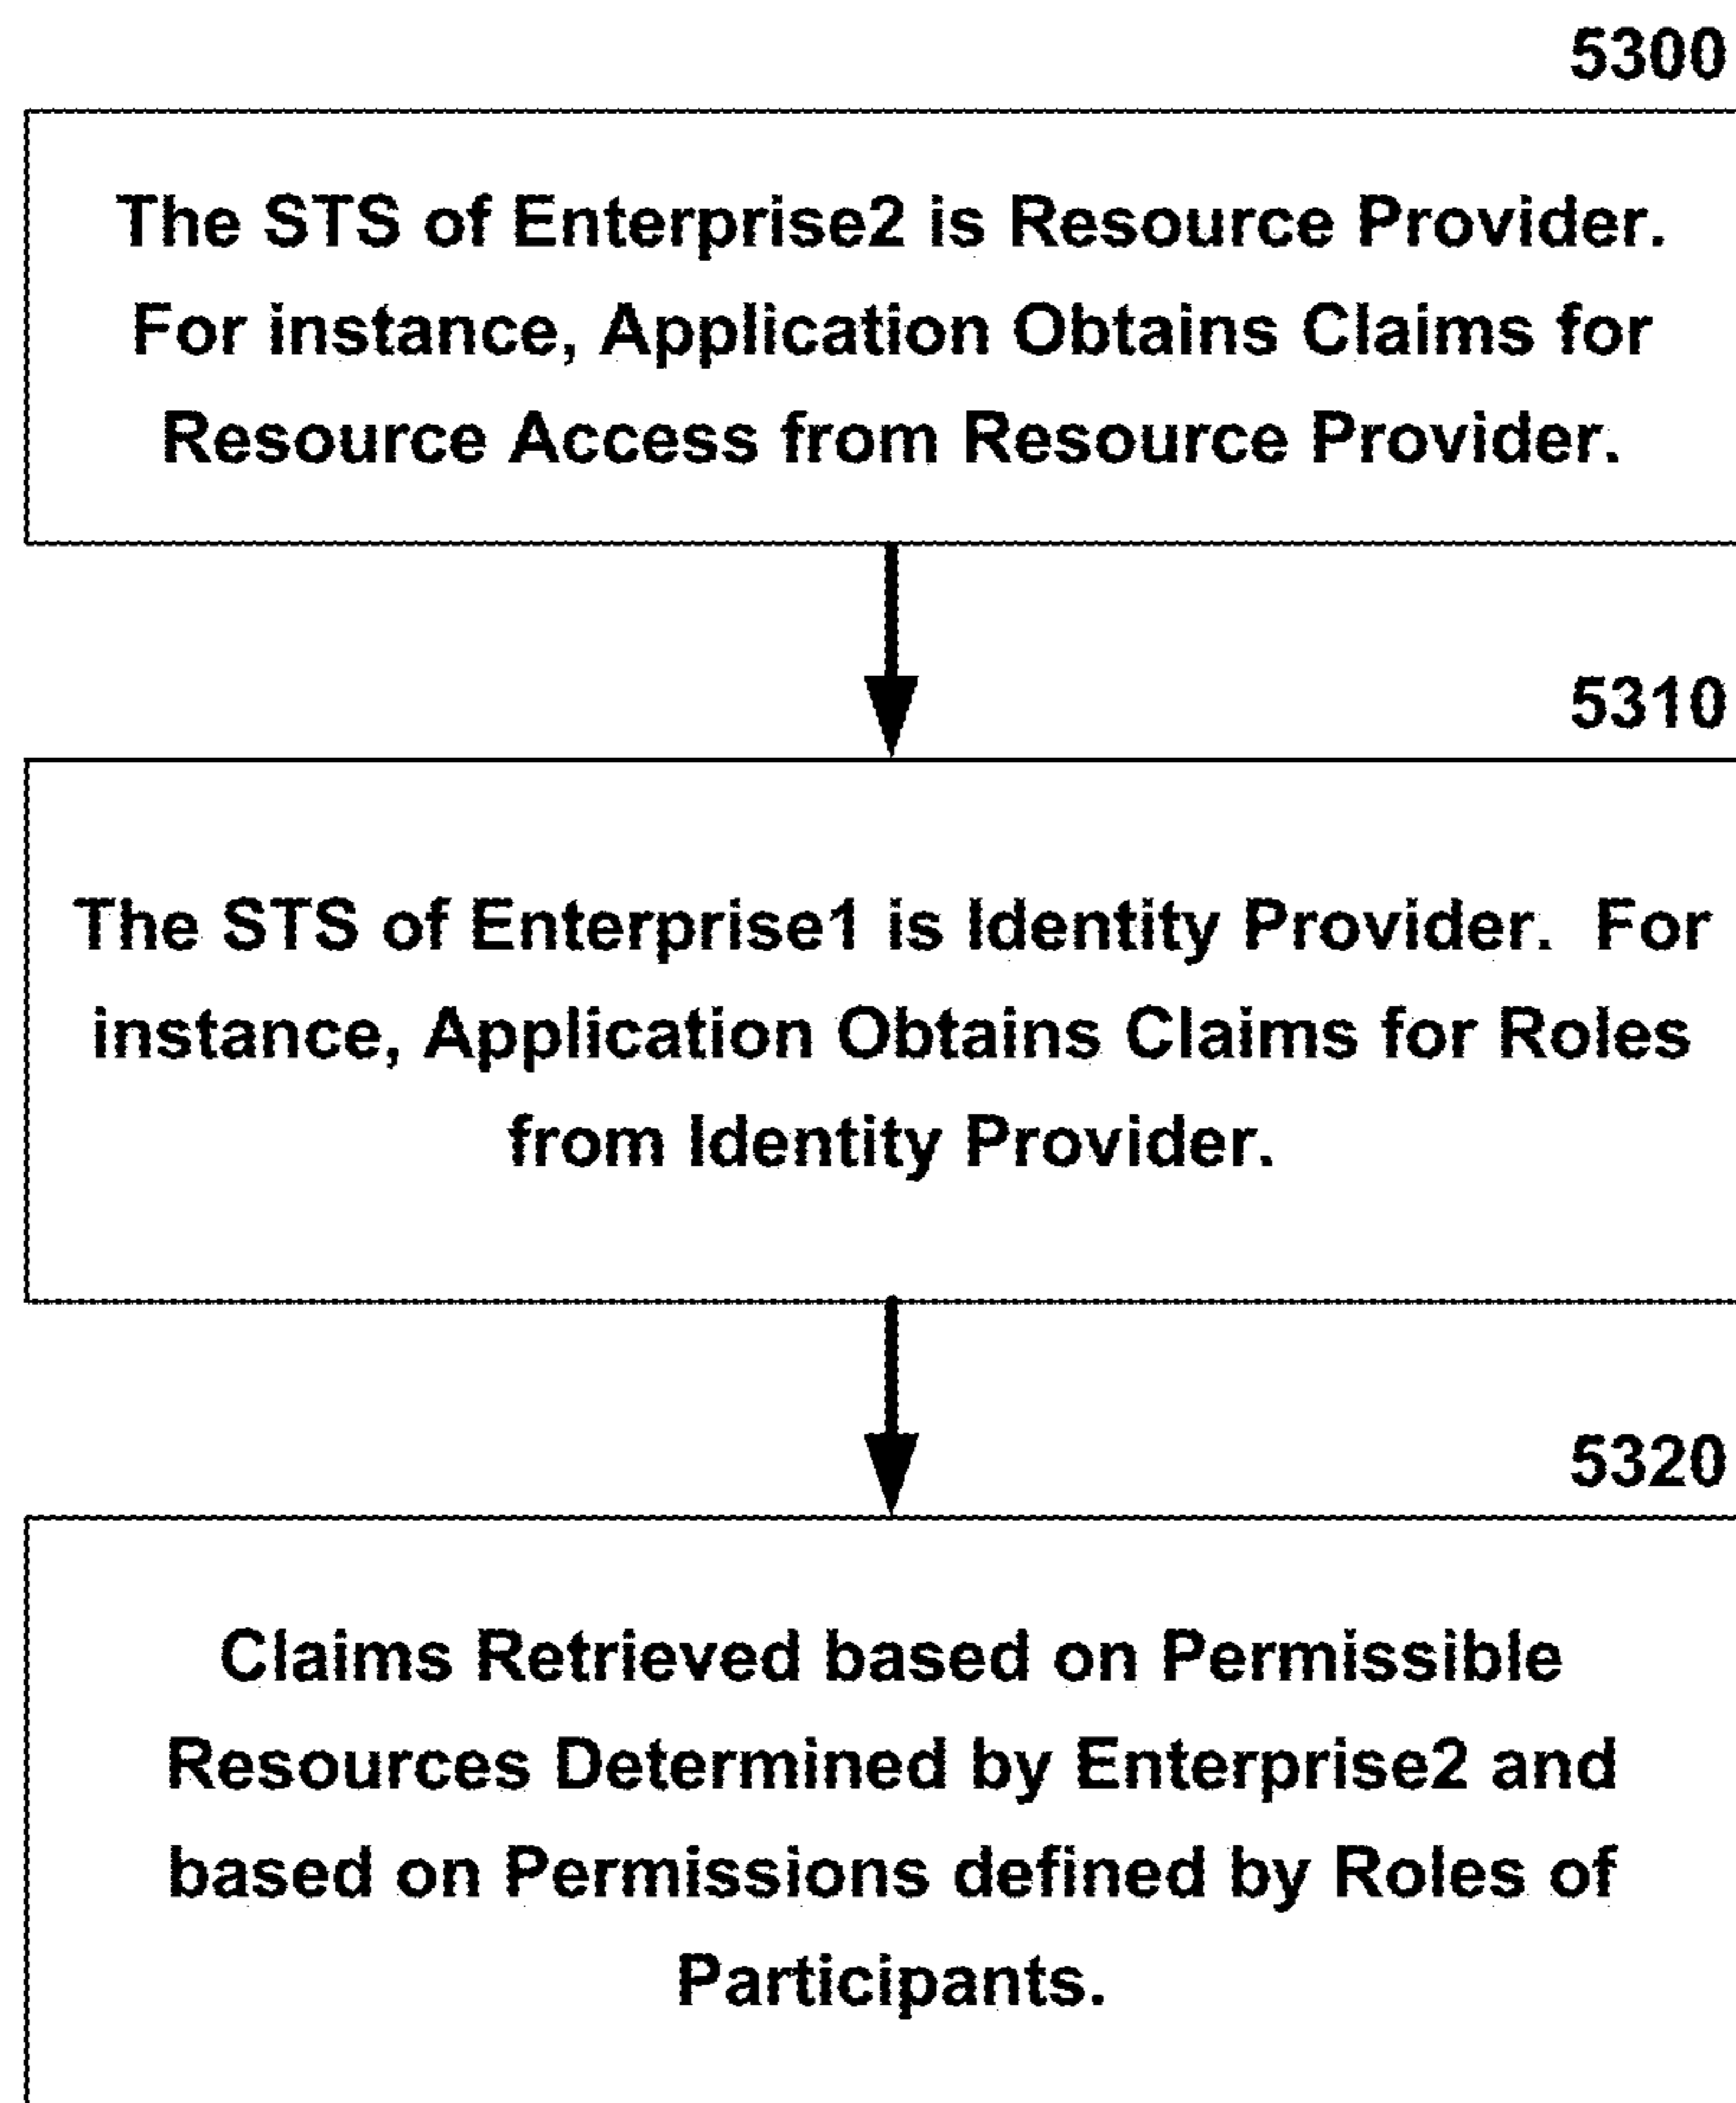 5300
The STS of Enterprise2 is Resource Provider.
For instance, Application Obtains Claims for
Resource Access from Resource Provider.
5310
The STS of Enterprise1 is Identity Provider. For
instance, Application Obtains Claims for Roles
from Identity Provider.
5320
Claims Retrieved based on Permissible
Resources Determined by Enterprise2 and
based on Permissions defined by Roles of
Participants.